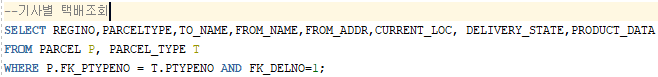 --기사별 택배조회
SELECT REGINO,PARCELTYPE,TO_NAME,FROM_NAME,FROM_ADDR,CURRENT_LOC, DELIVERY_STATE,PRODUCT_DATA
FROM PARCEL P, PARCEL_TYPE T
WHERE P.FK_PTYPENO = T.PTYPENO AND FK_DELNO=1;